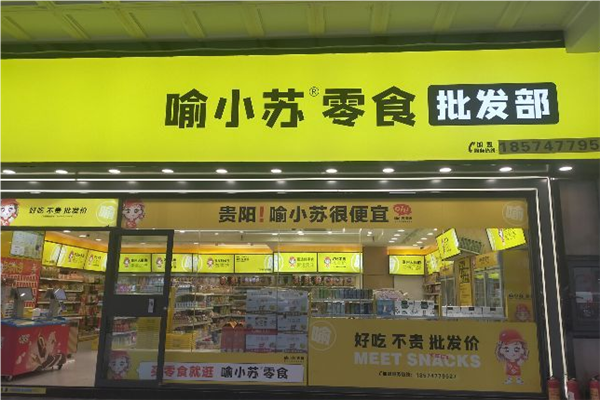 喻小苏®零食 批发部
18574779
好吃 不贵 批发价
贵阳!喻小苏很便宜
喻
好吃 不贵 批发价
MEET SNACKS
买零食就逛 喻小苏 零食